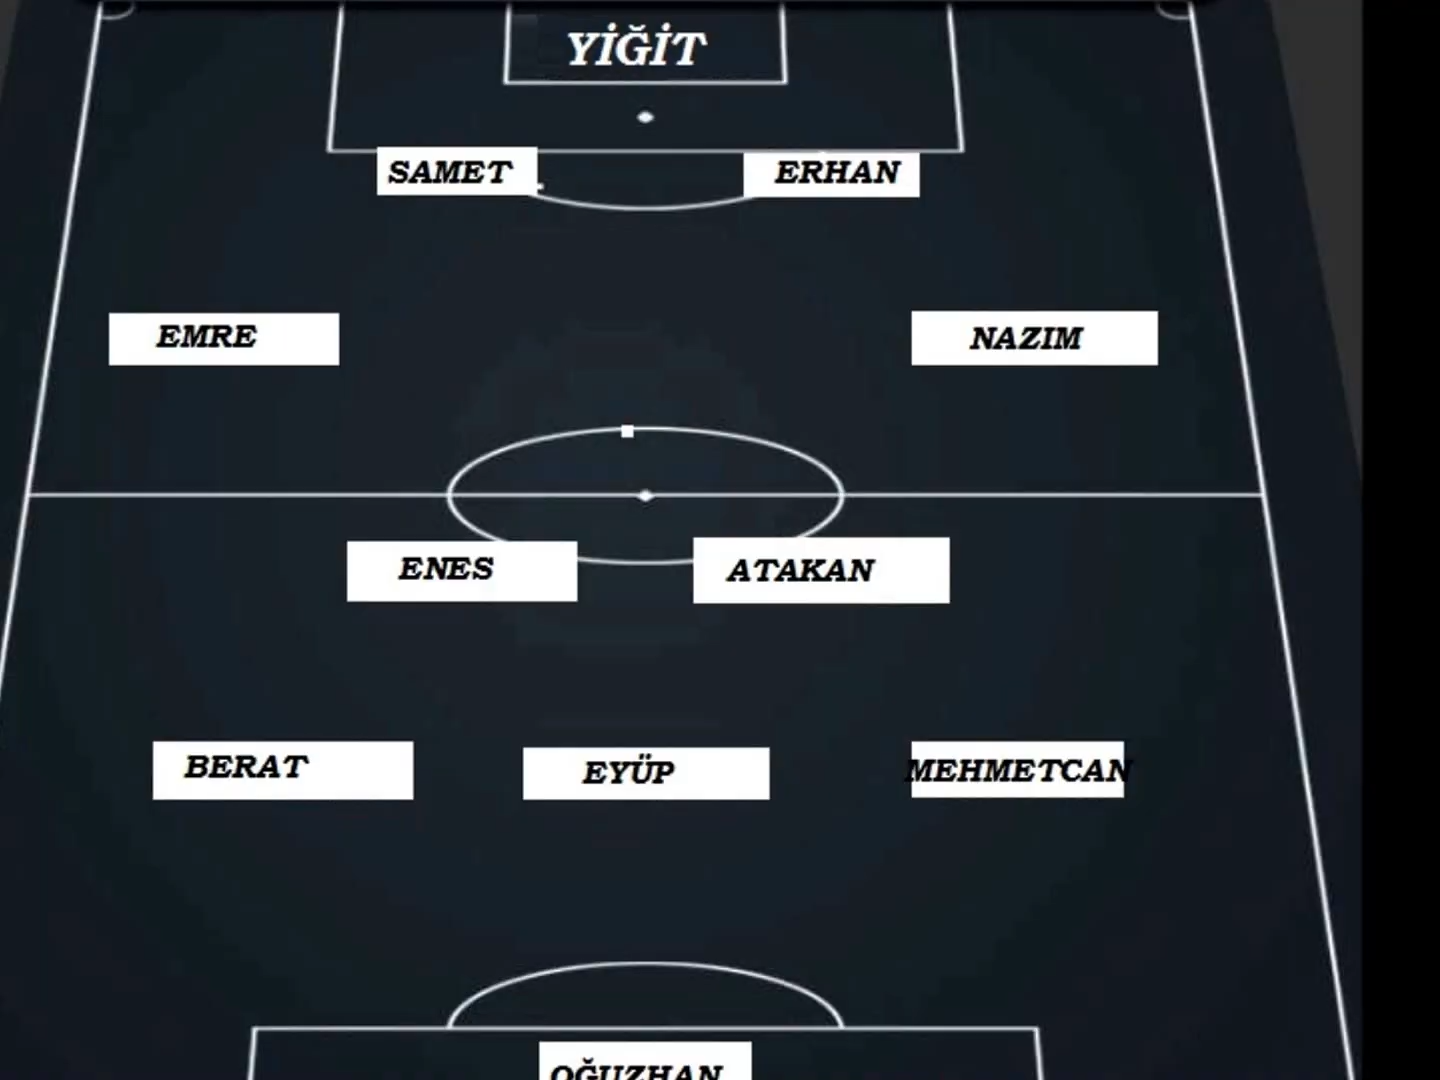 YİĞİT
SAMET
ERHAN
EMRE
NAZIM
ENES
ATAKAN
BERAT
EYÜP
MEHMETCAN
OĞUZHAN